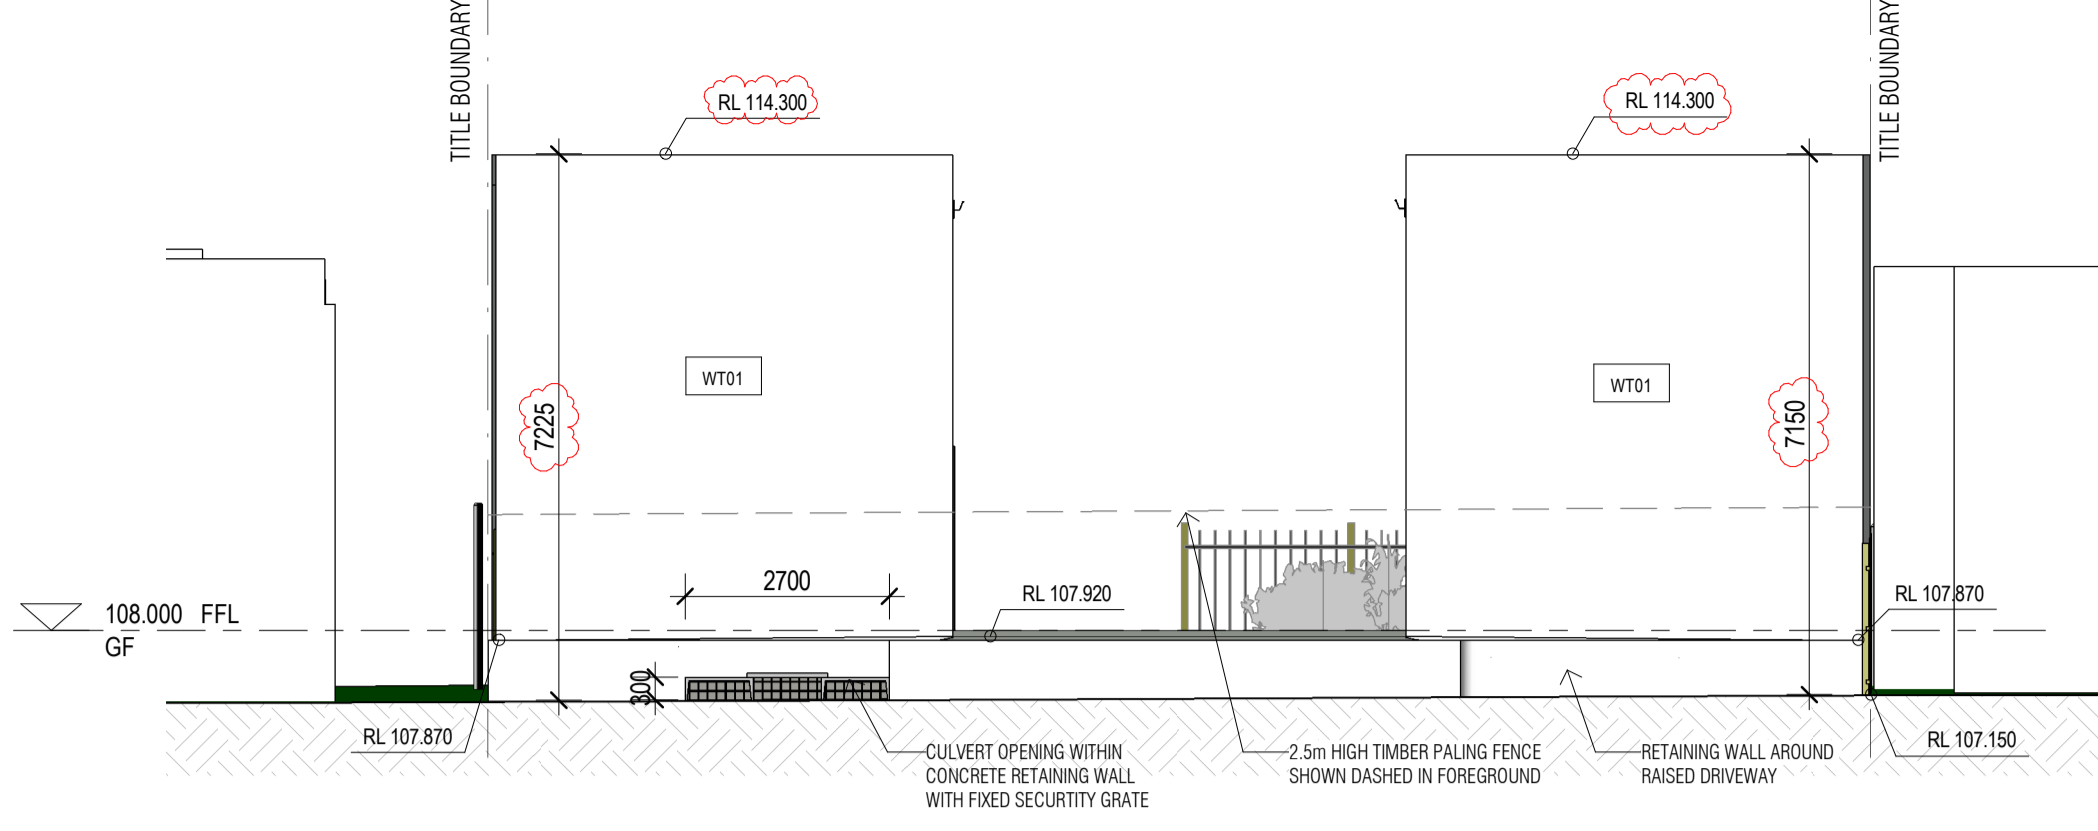 TITLE BOUNDARY
TITLE BOUNDARY
RL 114.300
RL 114.300
WT01
WT01
7225
7150
2700
RL 107.920
RL 107.870
108.000 FFL
GF
300
RL 107.870
RL 107.150
CULVERT OPENING WITHIN
CONCRETE RETAINING WALL
WITH FIXED SECURTITY GRATE
2.5m HIGH TIMBER PALING FENCE
SHOWN DASHED IN FOREGROUND
RETAINING WALL AROUND
RAISED DRIVEWAY